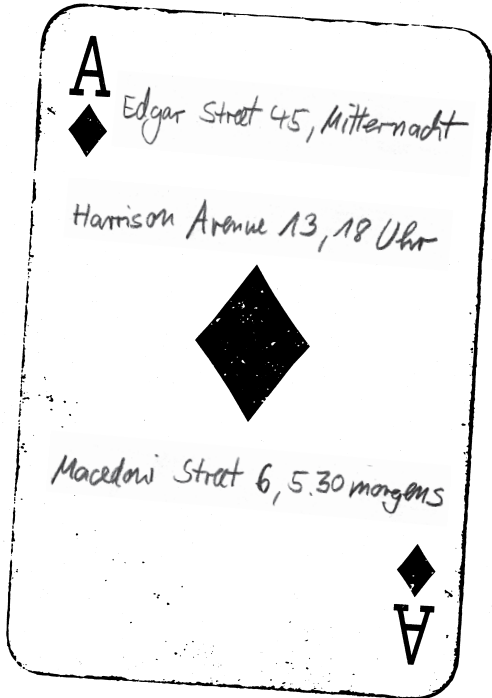 A
Edgar Street 45, Mitternacht
Harrison Avenue 13, 18 Uhr
Macedoni Street 6, 5.30 morgens
A